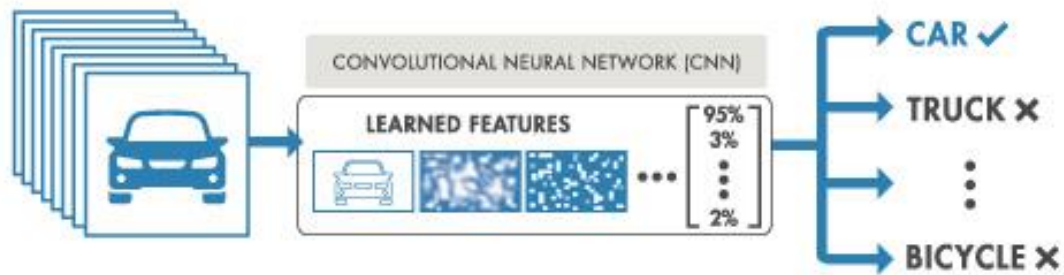 CONVOLUTIONAL NEURAL NETWORK (CNN)
LEARNED FEATURES
95%
3%
2%
CAR
TRUCK
BICYCLE